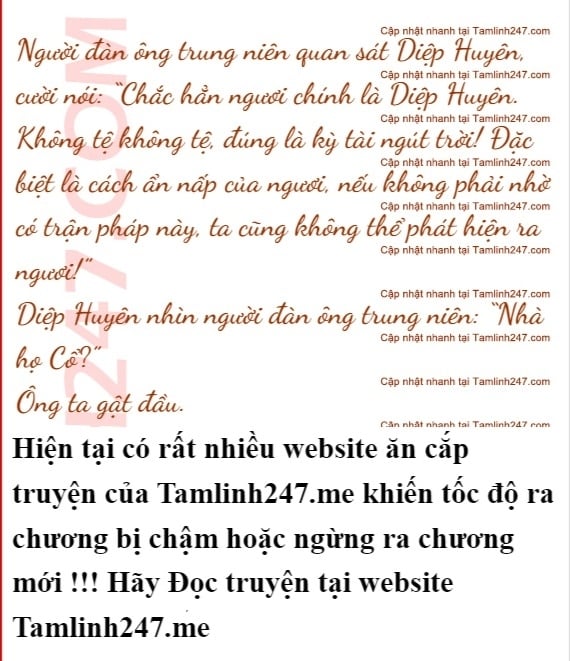 Cập nhật nhanh tại Tamlinh247.com
Người đàn ông trung niên quan sát Diệp Huyên,
Cập nhật nhanh tại Tamlinh247.com
cười nói: “Chắc hẳn ngươi chính là Diệp Huyên.
Cập nhật nhanh tại Tamlinh247.com
Không tệ không tệ, đúng là kỳ tài ngút trời! Đặc
Cập nhật nhanh tại Tamlinh247.com
biệt là cách ẩn nấp của ngươi, nếu không phải nhờ
Cập nhật nhanh tại Tamlinh247.com
có trận pháp này, ta cũng không thể phát hiện ra
Cập nhật nhanh tại Tamlinh247.com
ngươi!”
Cập nhật nhanh tại Tamlinh247.com
Diệp Huyên nhìn người đàn ông trung niên: “Nhà
Cập nhật nhanh tại Tamlinh247.com
họ Cổ?”
Cập nhật nhanh tại Tamlinh247.com
Ông ta gật đầu.
Cập nhật nhanh tại Tamlinh247.com
247.COM
Hiện tại có rất nhiều website ăn cắp
truyện của Tamlinh247.me khiến tốc độ ra
chương bị chậm hoặc ngừng ra chương
mới !!! Hãy Đọc truyện tại website
Tamlinh247.me